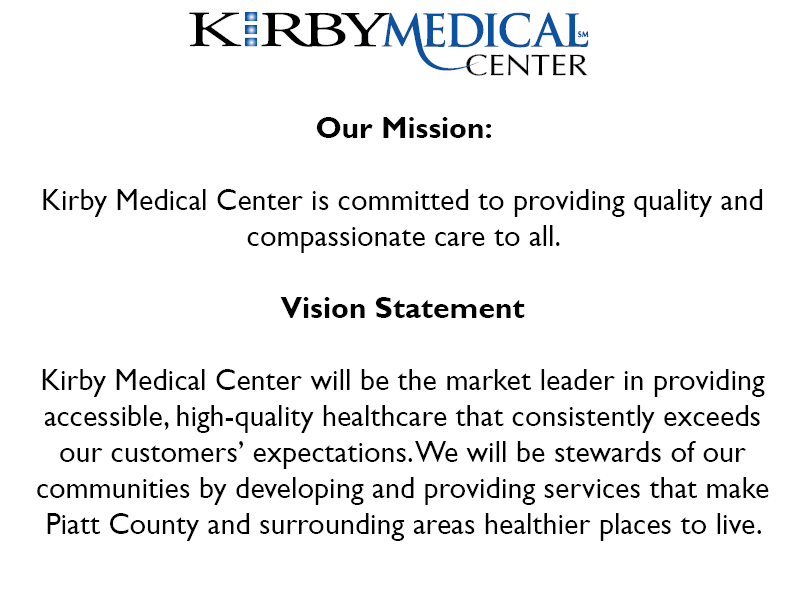 KIRBYMEDICAL SM
CENTER
Our Mission:
Kirby Medical Center is committed to providing quality and
compassionate care to all.
Vision Statement
Kirby Medical Center will be the market leader in providing
accessible, high-quality healthcare that consistently exceeds
our customers’ expectations. We will be stewards of our
communities by developing and providing services that make
Piatt County and surrounding areas healthier places to live.